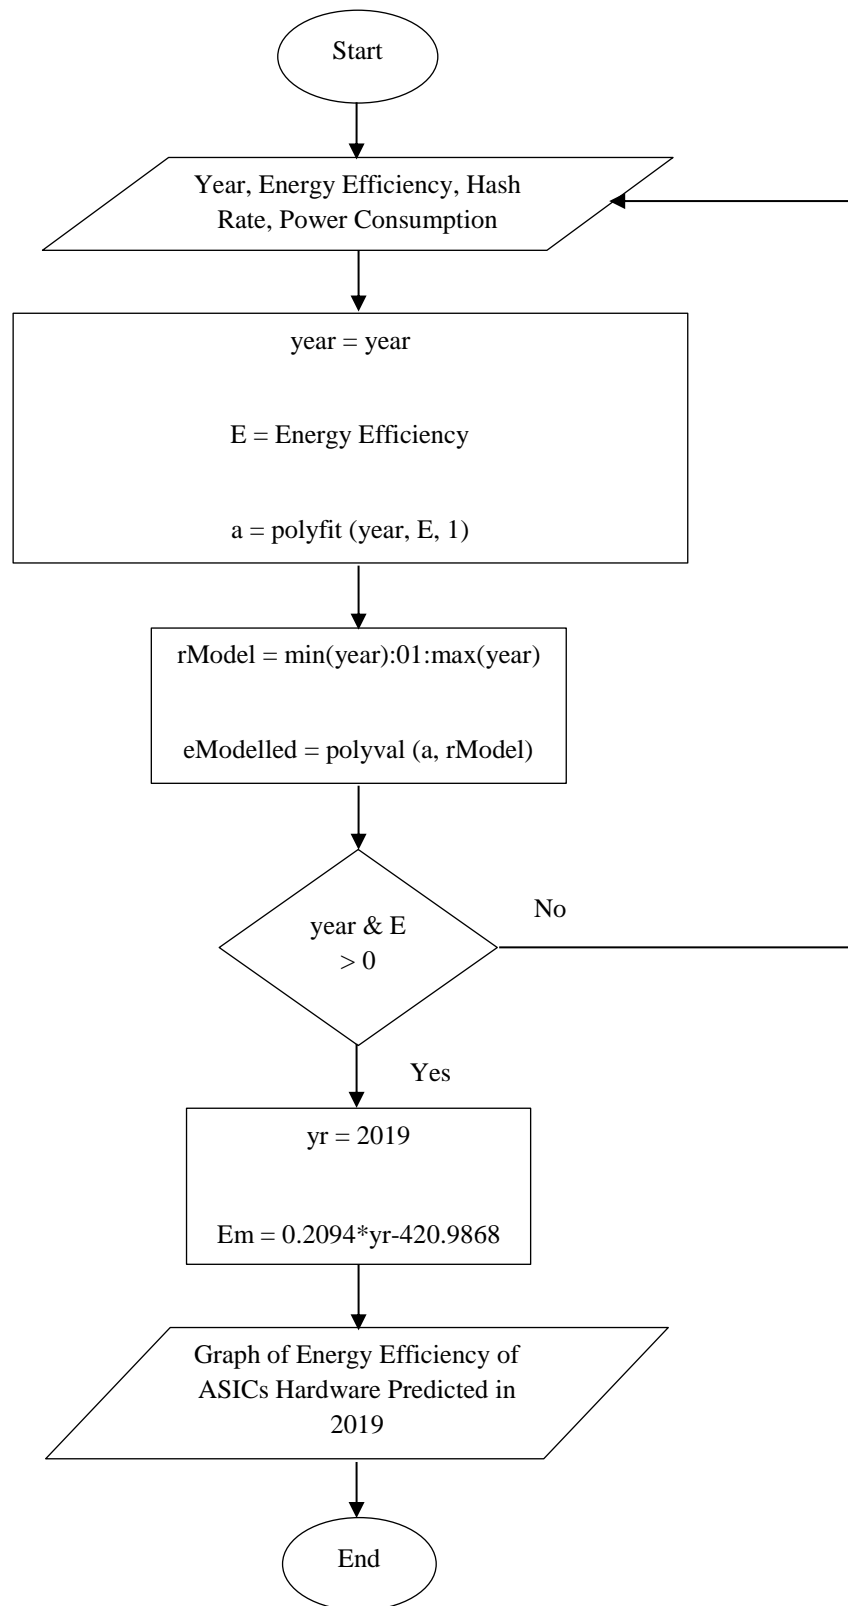 Start
Year, Energy Efficiency, Hash
Rate, Power Consumption
year = year
E = Energy Efficiency
a = polyfit (year, E, 1)
rModel = min(year):01:max(year)
eModelled = polyval (a, rModel)
year & E
> 0
No
Yes
yr = 2019
Em = 0.2094*yr-420.9868
Graph of Energy Efficiency of
ASICs Hardware Predicted in
2019
End